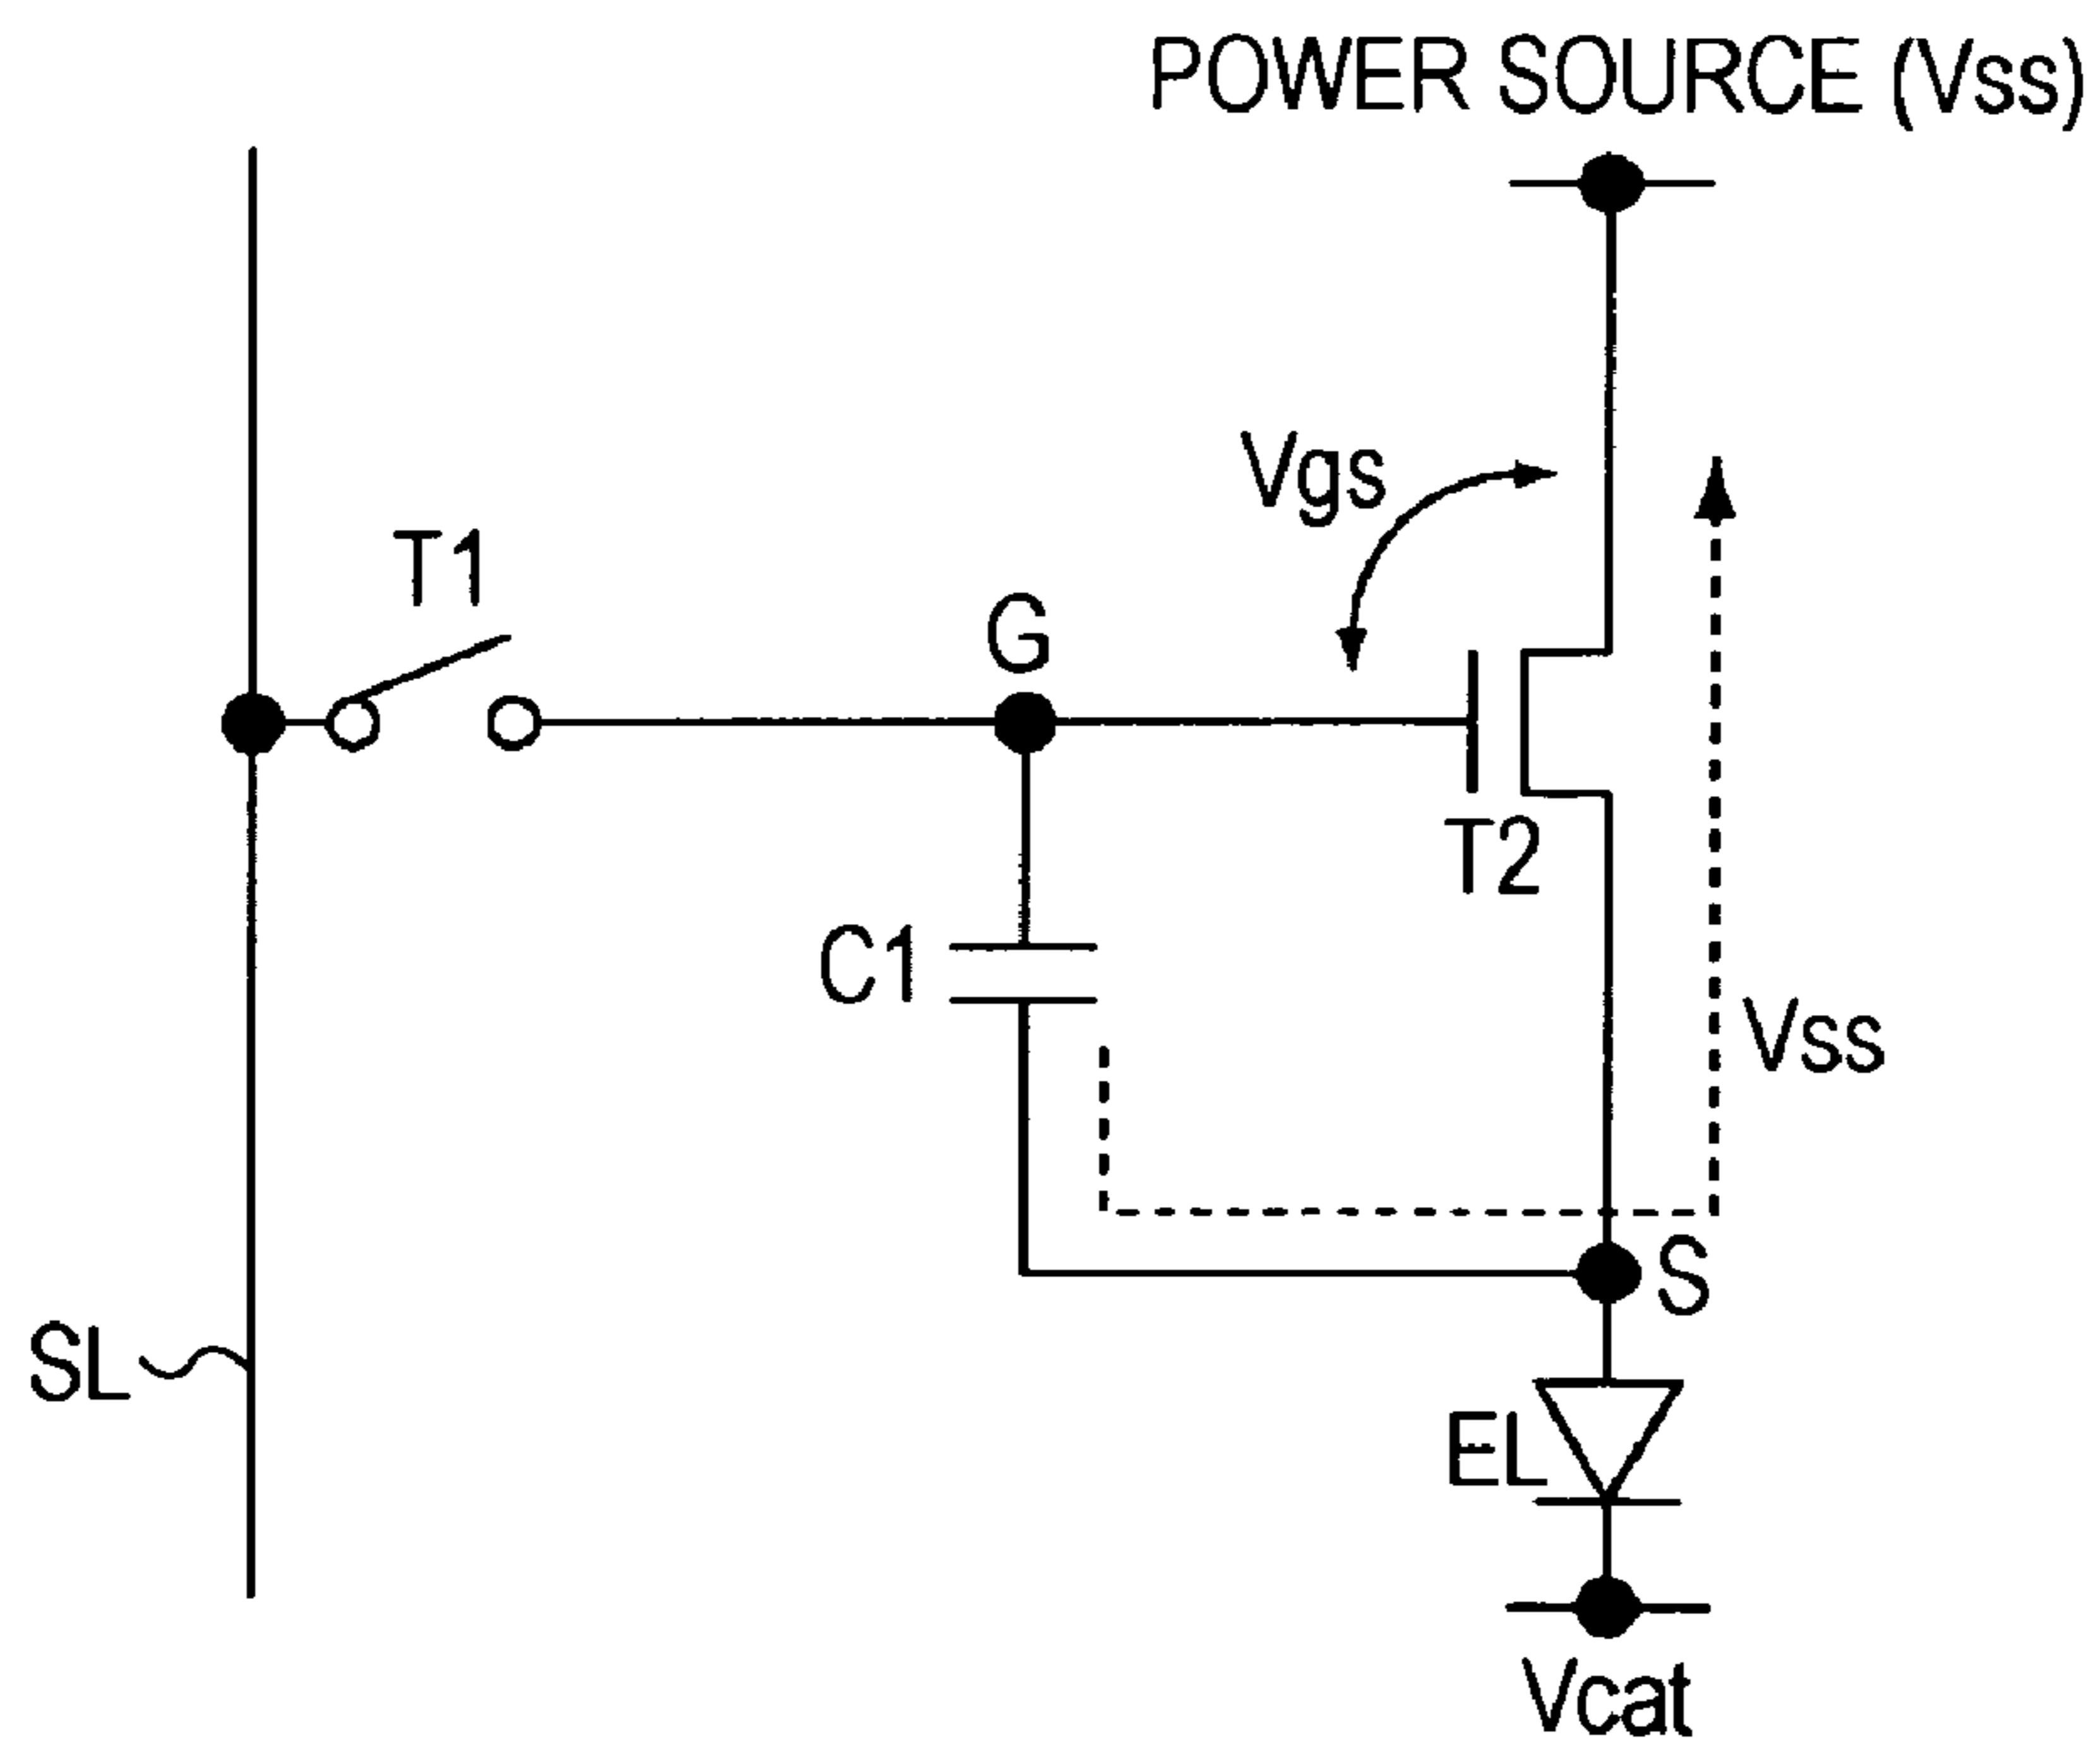 POWER SOURCE (Vss)
Vgs
T1
G
T2
C1
Vss
S
SL
EL
Vcat